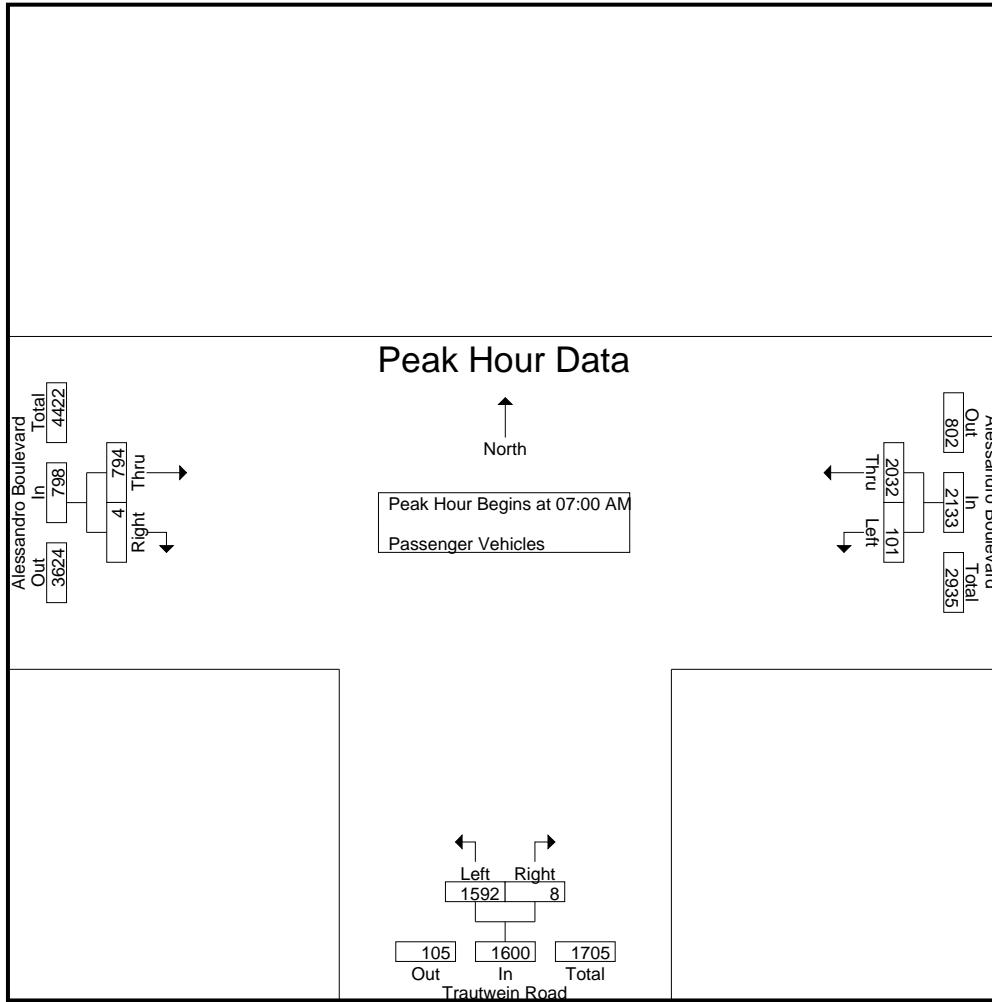 Peak Hour Data
North
Peak Hour Begins at 07:00 AM
Passenger Vehicles
Alessandro Boulevard
Total
4422
In
798
Out
3624
794
Thru
4
Right
Alessandro Boulevard
Out
802
In
2133
Total
2935
2032
Thru
101
Left
Left
Right
1592
8
105
1600
1705
Out
In
Total
Trautwein Road